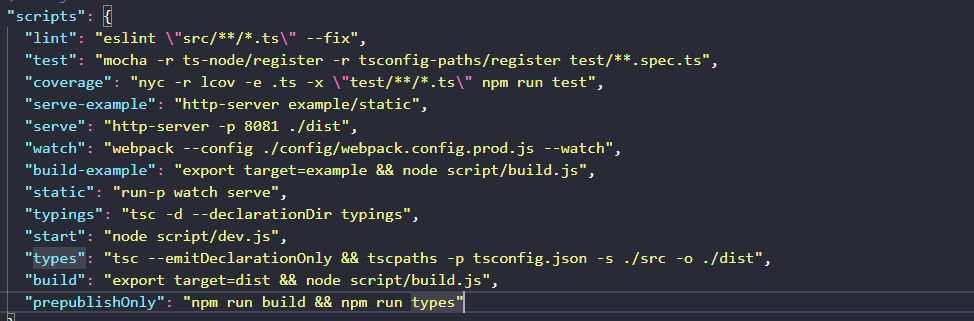 "scripts": {
"lint": "eslint \"src/**/*.ts\" --fix",
"test": "mocha -r ts-node/register -r tsconfig-paths/register test/**.spec.ts",
"coverage": "nyc -r lcov -e .ts -x \"test/**/*.ts\" npm run test",
"serve-example": "http-server example/static",
"serve": "http-server -p 8081 ./dist",
"watch": "webpack --config ./config/webpack.config.prod.js --watch",
"build-example": "export target=example && node script/build.js",
"static": "run-p watch serve",
"typings": "tsc -d --declarationDir typings",
"start": "node script/dev.js",
"types": "tsc --emitDeclarationOnly && tscpaths -p tsconfig.json -s ./src -o ./dist",
"build": "export target=dist && node script/build.js",
"prepublishOnly": "npm run build && npm run types"
}